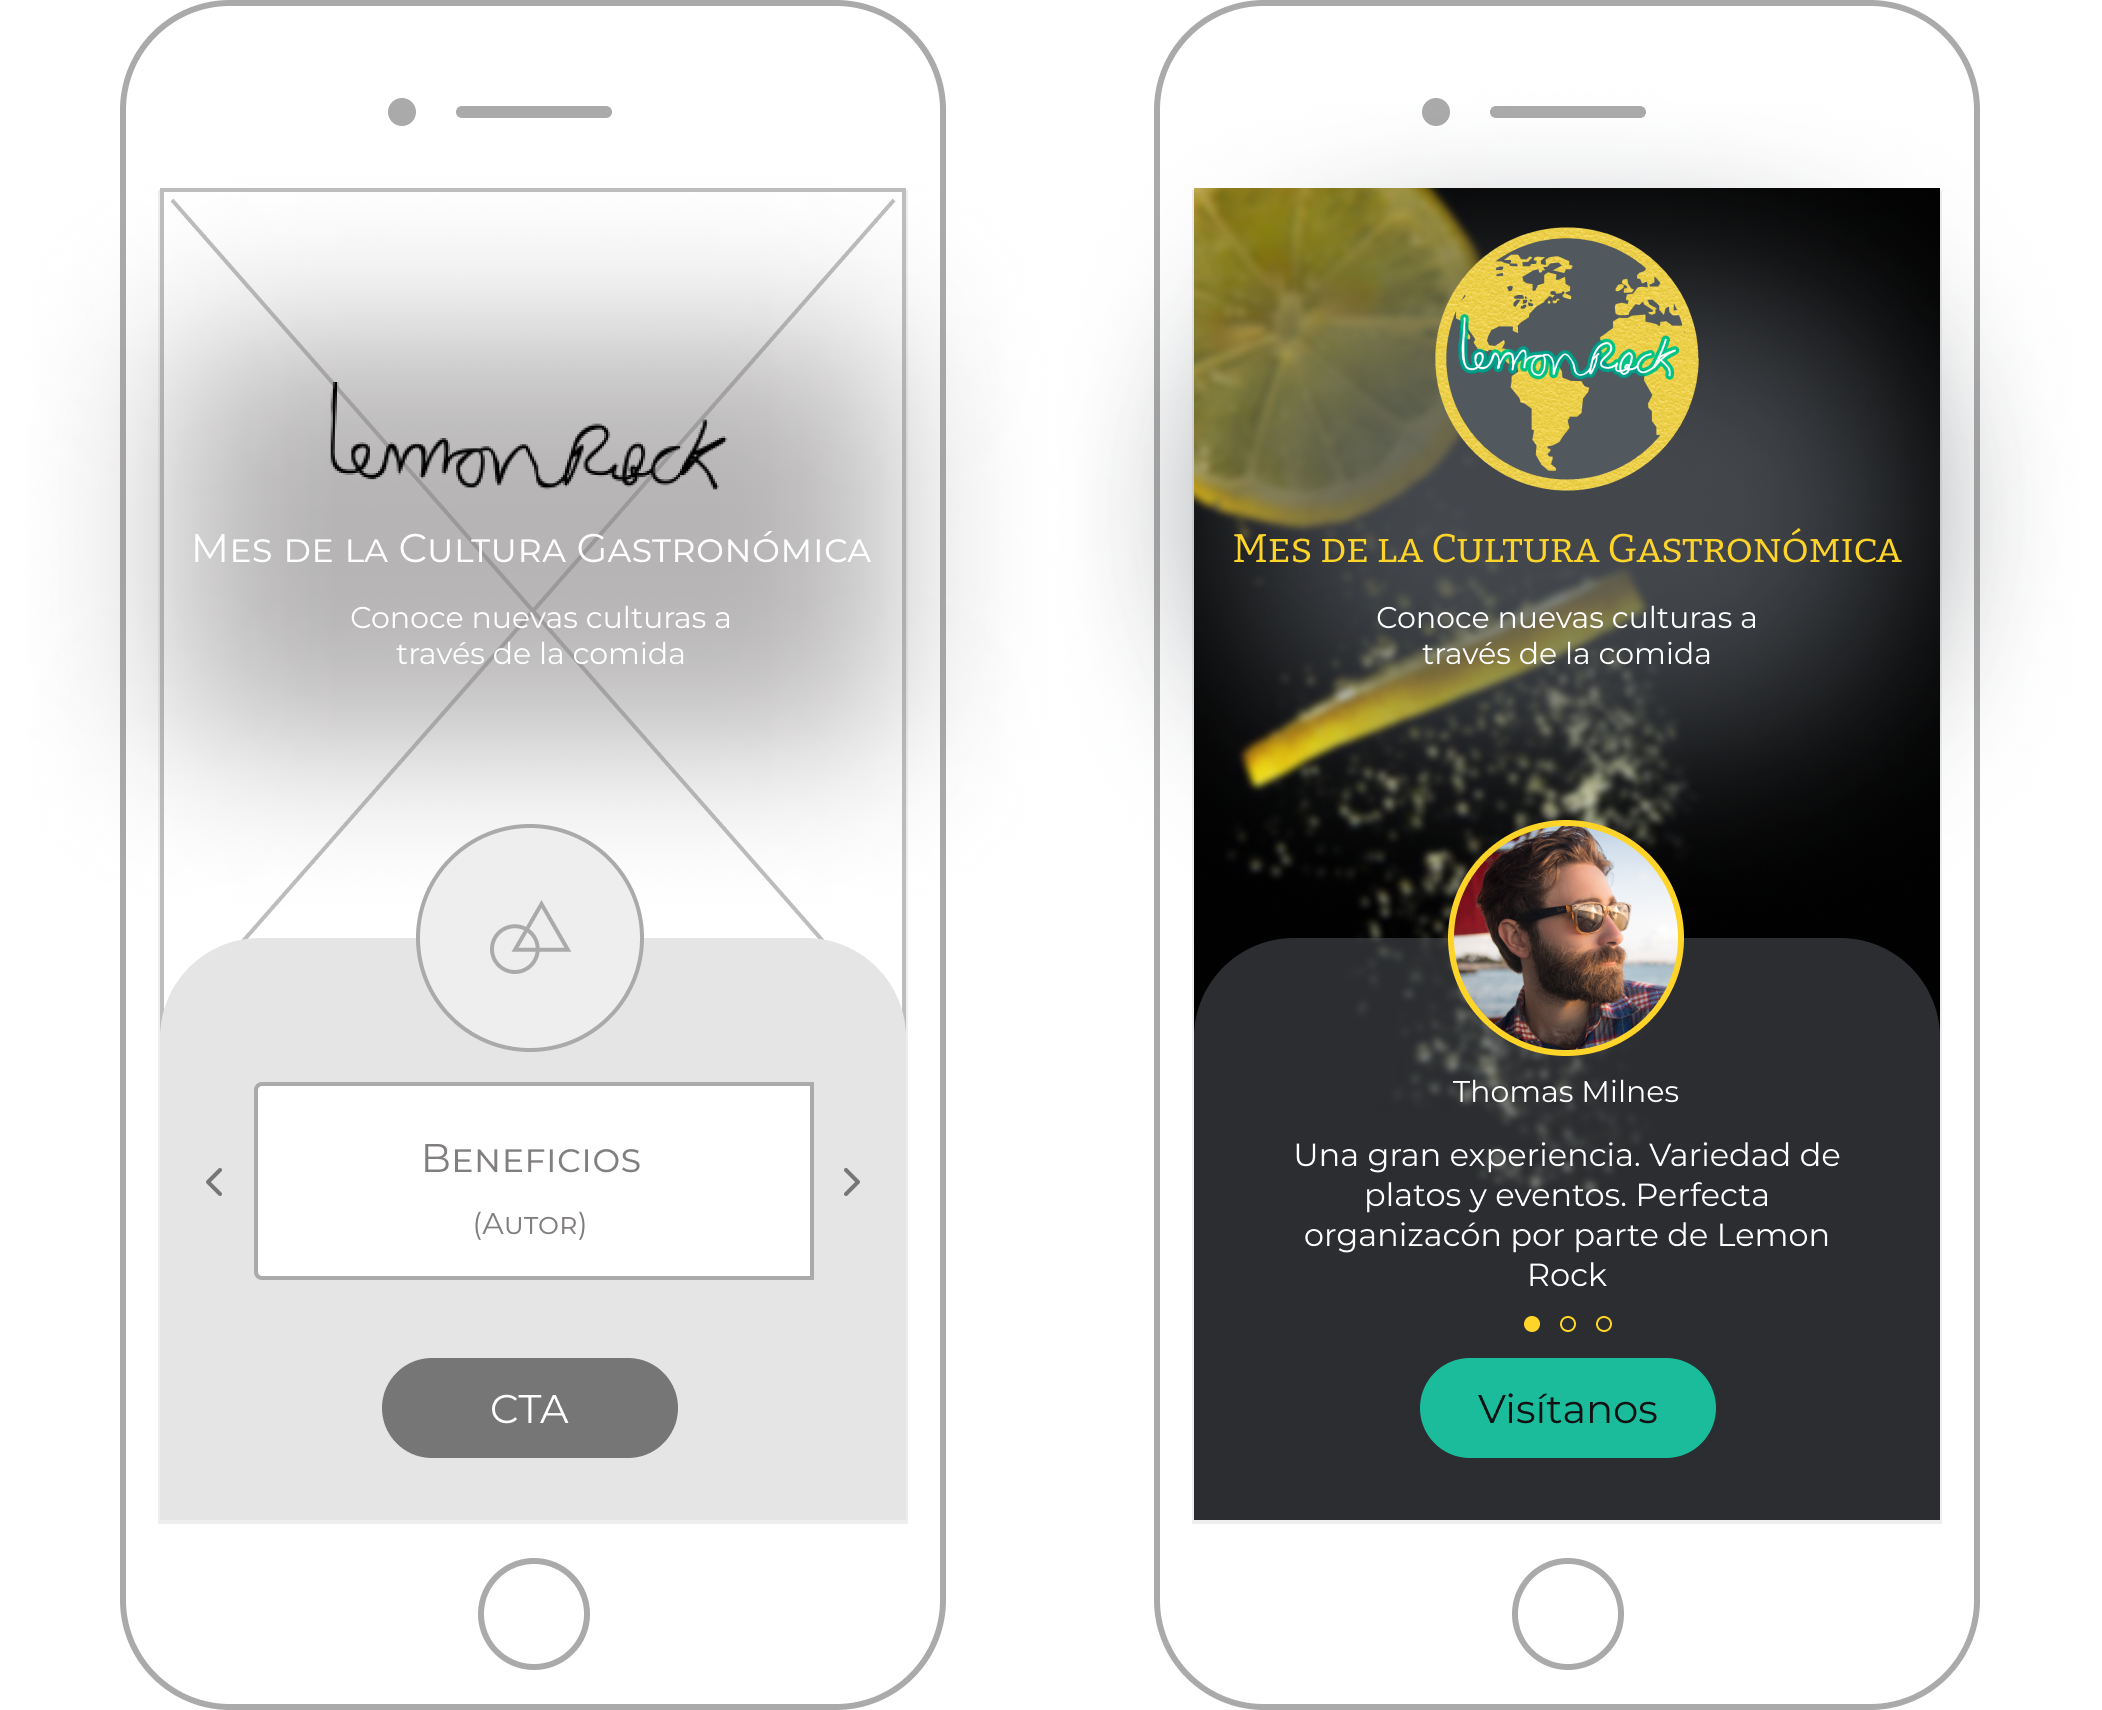 Lemon Rock
Mes de la Cultura Gastronómica
Conoce nuevas culturas a
través de la comida
Beneficios
(Autor)
CTA
Lemon Rock
Mes de la Cultura Gastronómica
Conoce nuevas culturas a
través de la comida
Thomas Milnes
Una gran experiencia. Variedad de
platos y eventos. Perfecta
organizacón por parte de Lemon
Rock
Visítanos